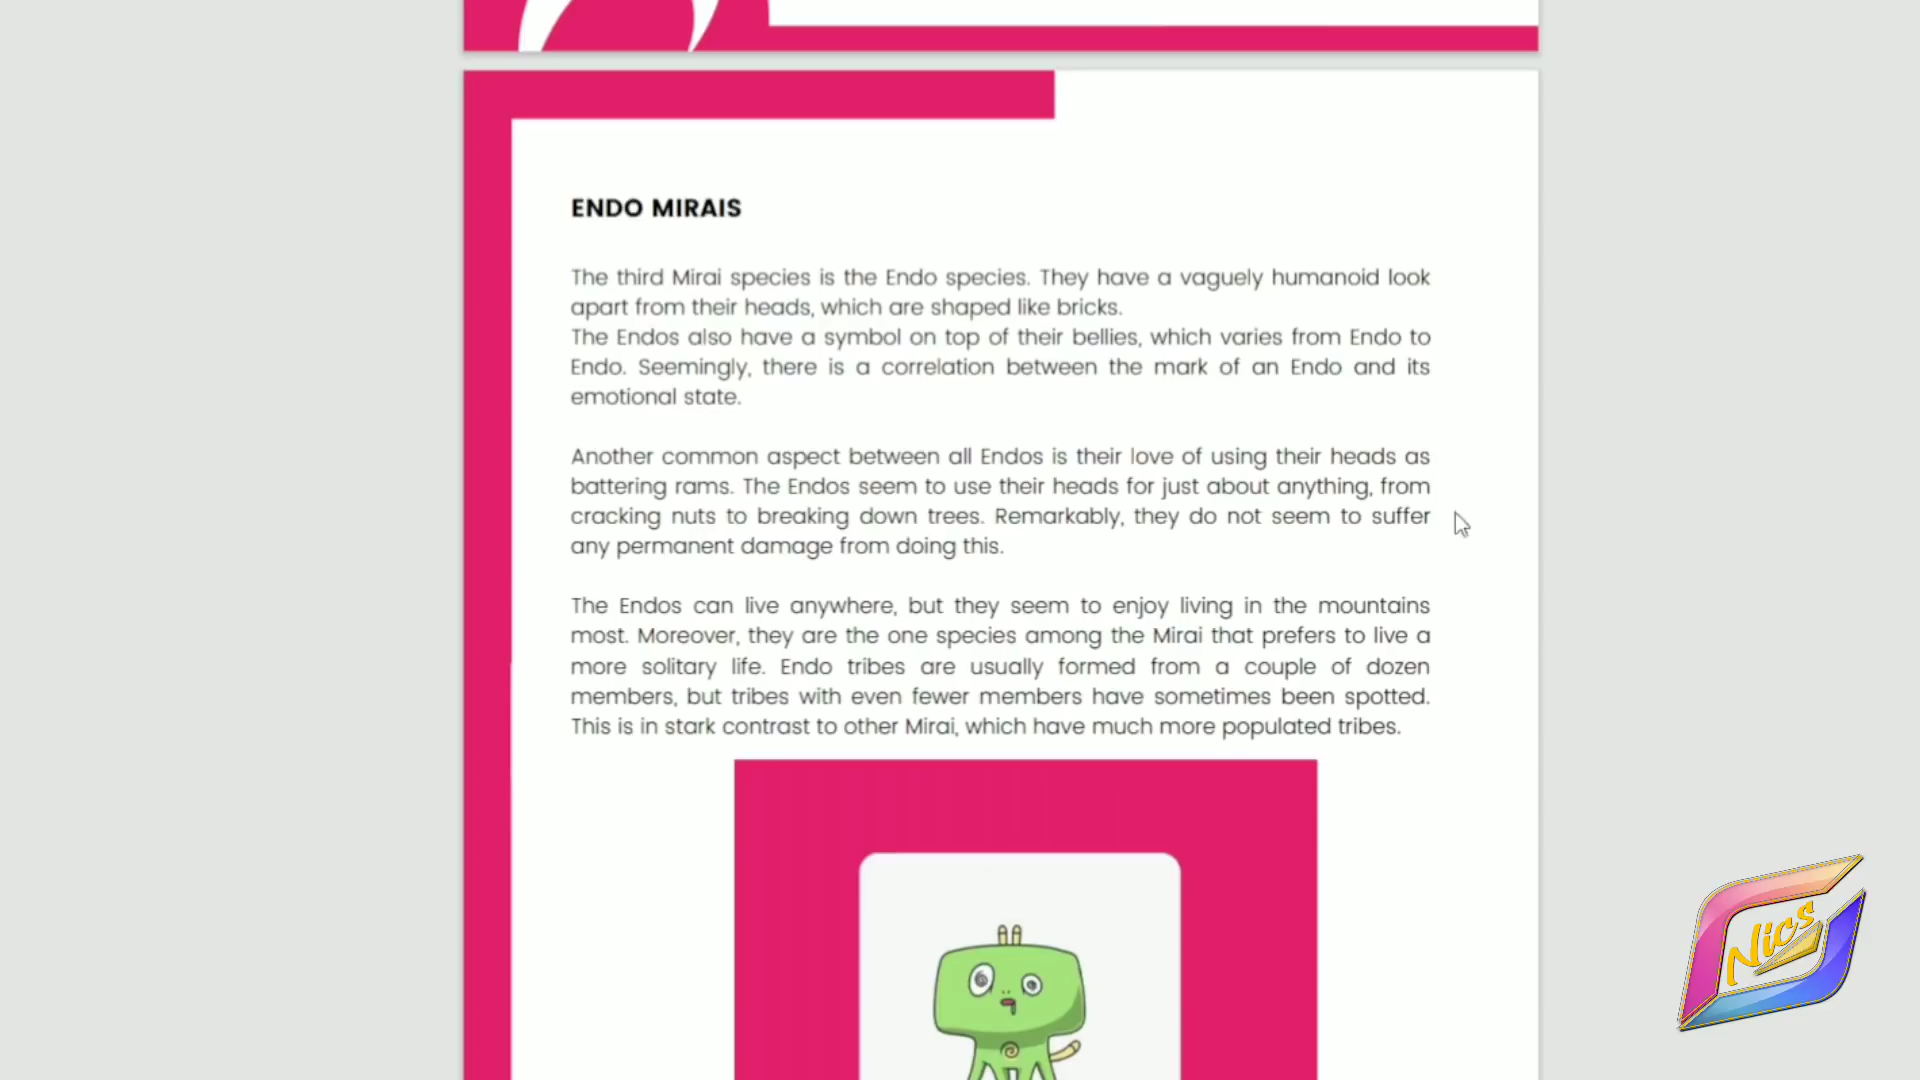 ENDO MIRAIS
The third Mirai species is the Endo species. They have a vaguely humanoid look
apart from their heads, which are shaped like bricks.
The Endos also have a symbol on top of their bellies, which varies from Endo to
Endo. Seemingly, there is a correlation between the mark of an Endo and its
emotional state.
Another common aspect between all Endos is their love of using their heads as
battering rams. The Endos seem to use their heads for just about anything, from
cracking nuts to breaking down trees. Remarkably, they do not seem to suffer
any permanent damage from doing this.
The Endos can live anywhere, but they seem to enjoy living in the mountains
most. Moreover, they are the one species among the Mirai that prefers to live a
more solitary life. Endo tribes are usually formed from a couple of dozen
members, but tribes with even fewer members have sometimes been spotted.
This is in stark contrast to other Mirai, which have much more populated tribes.
Nics